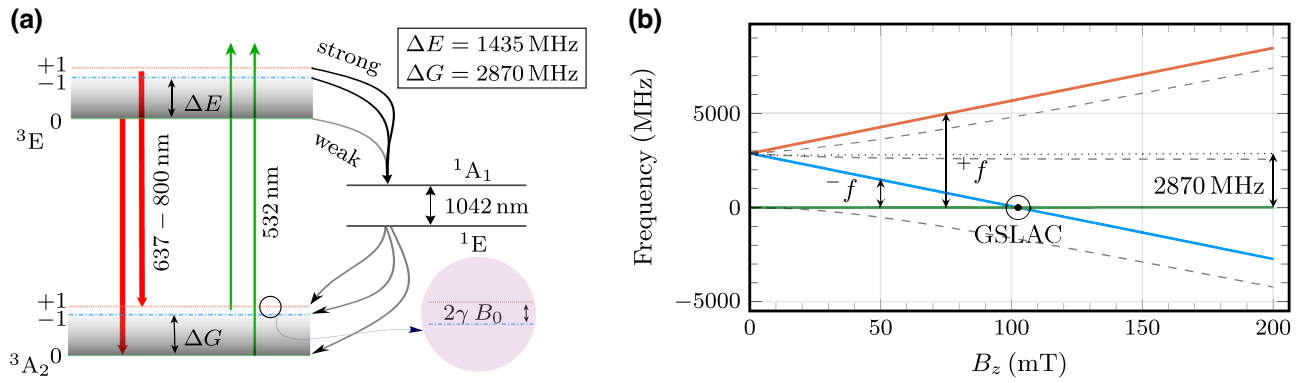 (a)
ΔE = 1435 MHz
ΔG = 2870 MHz
strong
+1
−1
ΔE
0
³E
weak
637 – 800 nm
532 nm
¹A₁
1042 nm
¹E
+1
−1
ΔG
0
³A₂
2γ B₀
(b)
Frequency (MHz)
5000
0
−5000
⁻f
⁺f
2870 MHz
GSLAC
0 50 100 150 200
B_z (mT)